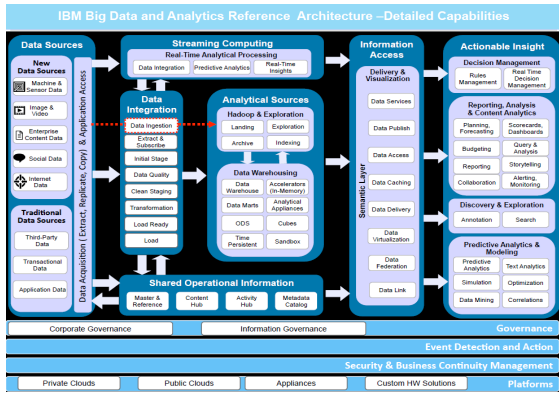 IBM Big Data and Analytics Reference Architecture –Detailed Capabilities
Data Sources
New
Data Sources
Machine &
Sensor Data
Image &
Video
Enterprise
Content Data
Social Data
Internet
Data
Traditional
Data Sources
Third-Party
Data
Transactional
Data
Application Data
Data Acquisition ( Extract, Replicate, Copy) & Application Access
Streaming Computing
Real-Time Analytical Processing
Data Integration
Predictive Analytics
Real-Time
Insights
Data
Integration
Data Ingestion
Extract &
Subscribe
Initial Stage
Data Quality
Clean Staging
Transformation
Load Ready
Load
Analytical Sources
Hadoop & Exploration
Landing
Exploration
Archive
Indexing
Data Warehousing
Data
Warehouse
Accelerators
(In-Memory)
Data Marts
Analytical
Appliances
ODS
Cubes
Time
Persistent
Sandbox
Shared Operational Information
Master &
Reference
Content
Hub
Activity
Hub
Metadata
Catalog
Information
Access
Delivery &
Visualization
Semantic Layer
Data Services
Data Publish
Data Access
Data Caching
Data Delivery
Data
Virtualization
Data
Federation
Data Link
Actionable Insight
Decision Management
Rules
Management
Real Time
Decision
Management
Reporting, Analysis
& Content Analytics
Planning,
Forecasting
Scorecards,
Dashboards
Budgeting
Query &
Analysis
Reporting
Storytelling
Collaboration
Alerting,
Monitoring
Discovery & Exploration
Annotation
Search
Predictive Analytics &
Modeling
Predictive
Analytics
Text Analytics
Simulation
Optimization
Data Mining
Correlations
Corporate Governance
Information Governance
Governance
Event Detection and Action
Security & Business Continuity Management
Private Clouds
Public Clouds
Appliances
Custom HW Solutions
Platforms